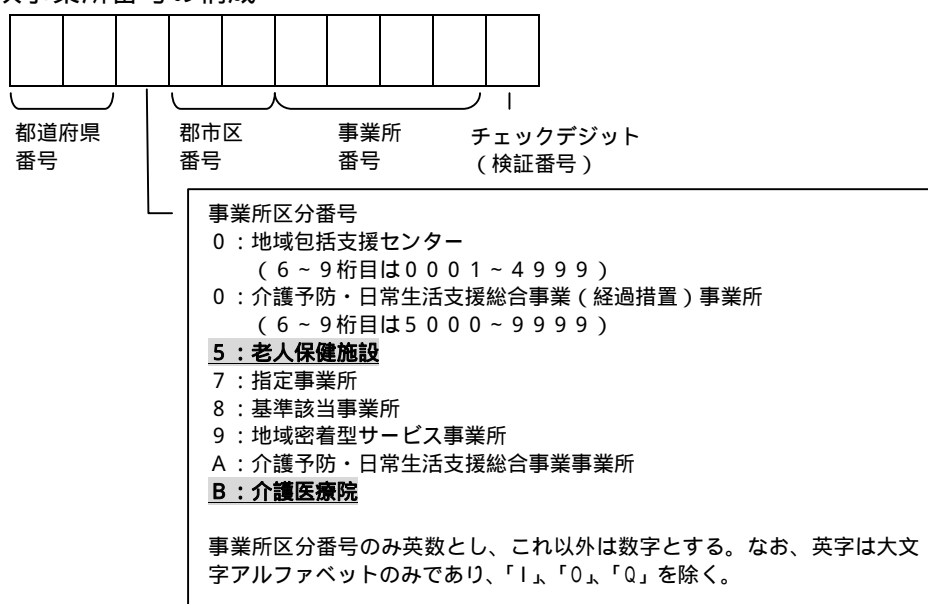 事業所番号の構成
都道府県
番号
郡市区
番号
事業所
番号
チェックデジット
(検証番号)
事業所区分番号
0:地域包括支援センター
(6~9桁目は0001~4999)
0:介護予防・日常生活支援総合事業(経過措置)事業所
(6~9桁目は5000~9999)
5:老人保健施設
7:指定事業所
8:基準該当事業所
9:地域密着型サービス事業所
A:介護予防・日常生活支援総合事業事業所
B:介護医療院
事業所区分番号のみ英数とし、これ以外は数字とする。なお、英字は大文
字アルファベットのみであり、「I」、「O」、「Q」を除く。